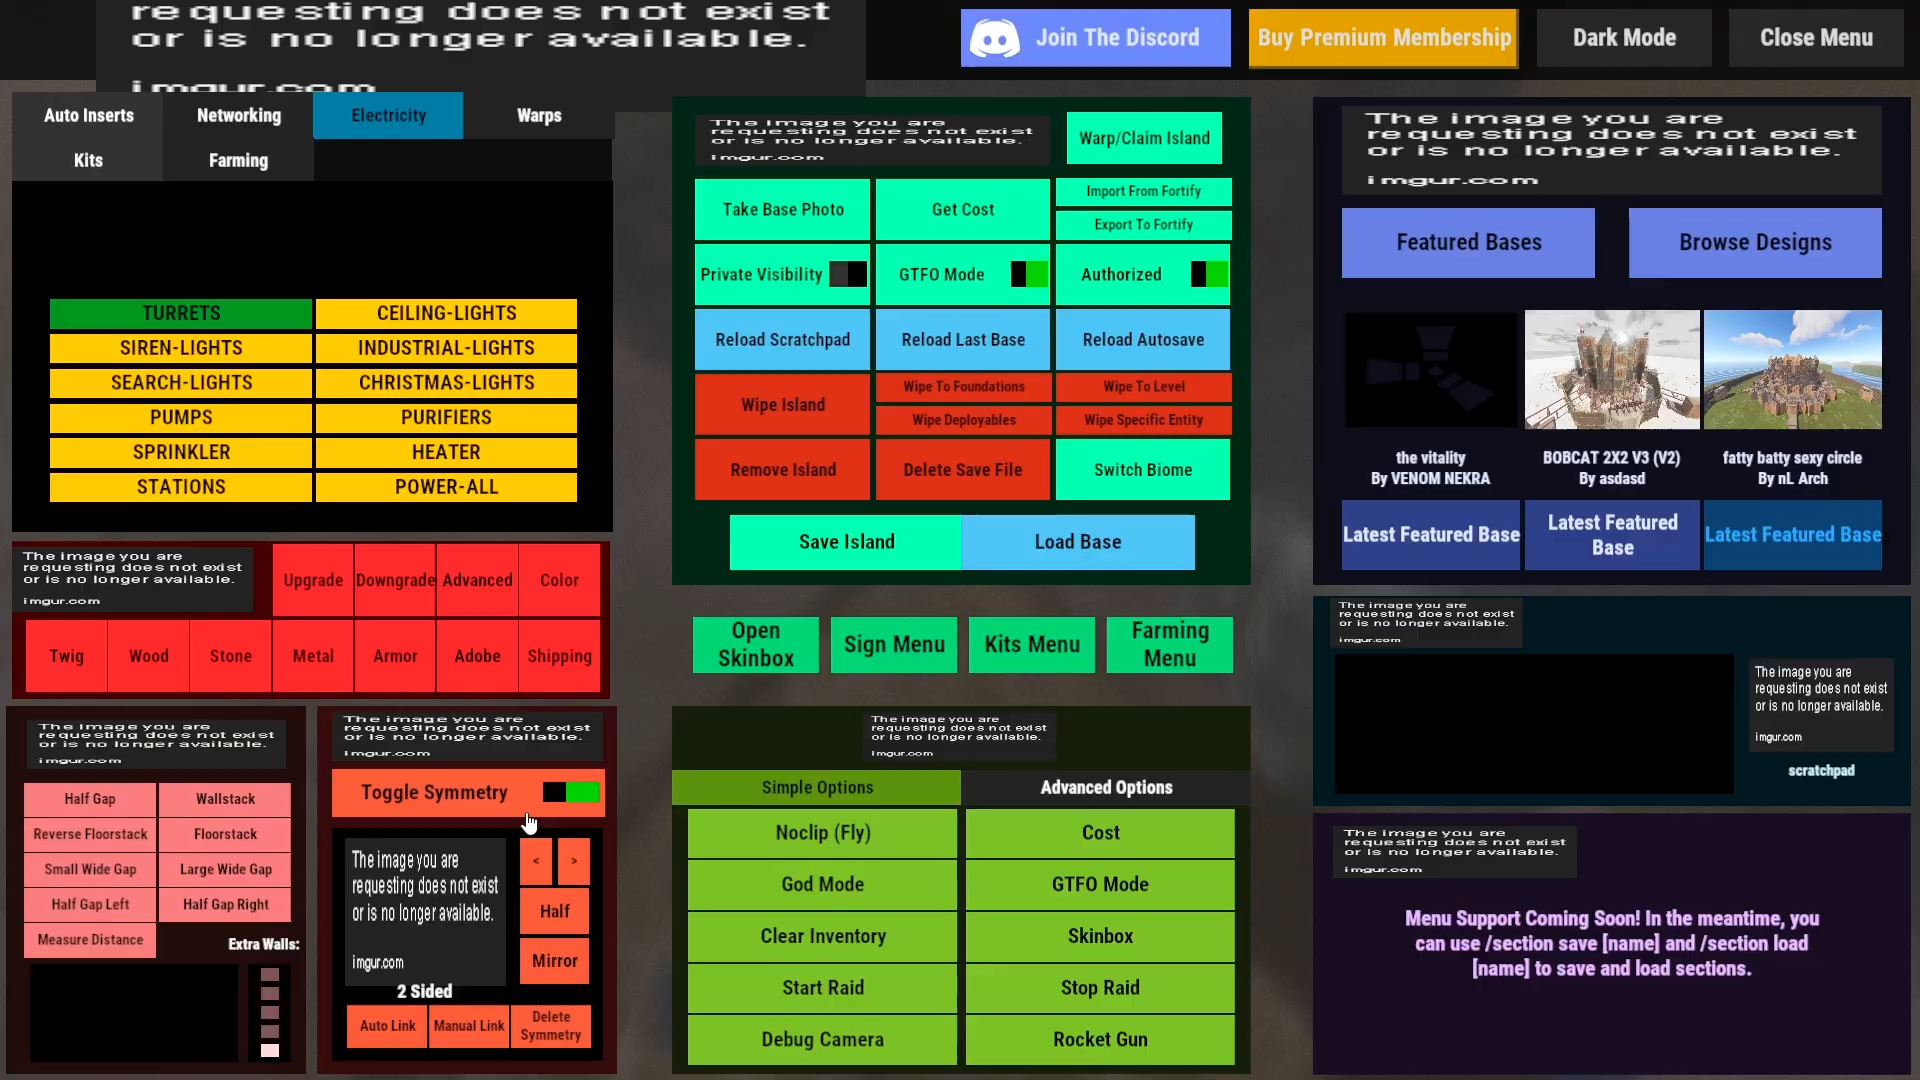 requesting does not exist
or is no longer available.
imgur.com
Join The Discord
Buy Premium Membership
Dark Mode
Close Menu
Auto Inserts
Networking
Electricity
Warps
Kits
Farming
TURRETS
CEILING-LIGHTS
SIREN-LIGHTS
INDUSTRIAL-LIGHTS
SEARCH-LIGHTS
CHRISTMAS-LIGHTS
PUMPS
PURIFIERS
SPRINKLER
HEATER
STATIONS
POWER-ALL
The image you are
requesting does not exist
or is no longer available.
imgur.com
Upgrade
Downgrade
Advanced
Color
Twig
Wood
Stone
Metal
Armor
Adobe
Shipping
The image you are
requesting does not exist
or is no longer available.
imgur.com
Half Gap
Wallstack
Reverse Floorstack
Floorstack
Small Wide Gap
Large Wide Gap
Half Gap Left
Half Gap Right
Measure Distance
Extra Walls:
The image you are
requesting does not exist
or is no longer available.
imgur.com
Toggle Symmetry
The image you are
requesting does not exist
or is no longer available.
imgur.com
<
>
Half
Mirror
2 Sided
Auto Link
Manual Link
Delete
Symmetry
The image you are
requesting does not exist
or is no longer available.
imgur.com
Warp/Claim Island
Take Base Photo
Get Cost
Import From Fortify
Export To Fortify
Private Visibility
GTFO Mode
Authorized
Reload Scratchpad
Reload Last Base
Reload Autosave
Wipe Island
Wipe To Foundations
Wipe To Level
Wipe Deployables
Wipe Specific Entity
Remove Island
Delete Save File
Switch Biome
Save Island
Load Base
Open
Skinbox
Sign Menu
Kits Menu
Farming
Menu
The image you are
requesting does not exist
or is no longer available.
imgur.com
Simple Options
Advanced Options
Noclip (Fly)
Cost
God Mode
GTFO Mode
Clear Inventory
Skinbox
Start Raid
Stop Raid
Debug Camera
Rocket Gun
The image you are
requesting does not exist
or is no longer available.
imgur.com
Featured Bases
Browse Designs
the vitality
By VENOM NEKRA
BOBCAT 2X2 V3 (V2)
By asdasd
fatty batty sexy circle
By nL Arch
Latest Featured Base
Latest Featured
Base
Latest Featured Base
The image you are
requesting does not exist
or is no longer available.
imgur.com
The image you are
requesting does not exist
or is no longer available.
imgur.com
scratchpad
The image you are
requesting does not exist
or is no longer available.
imgur.com
Menu Support Coming Soon! In the meantime, you
can use /section save [name] and /section load
[name] to save and load sections.